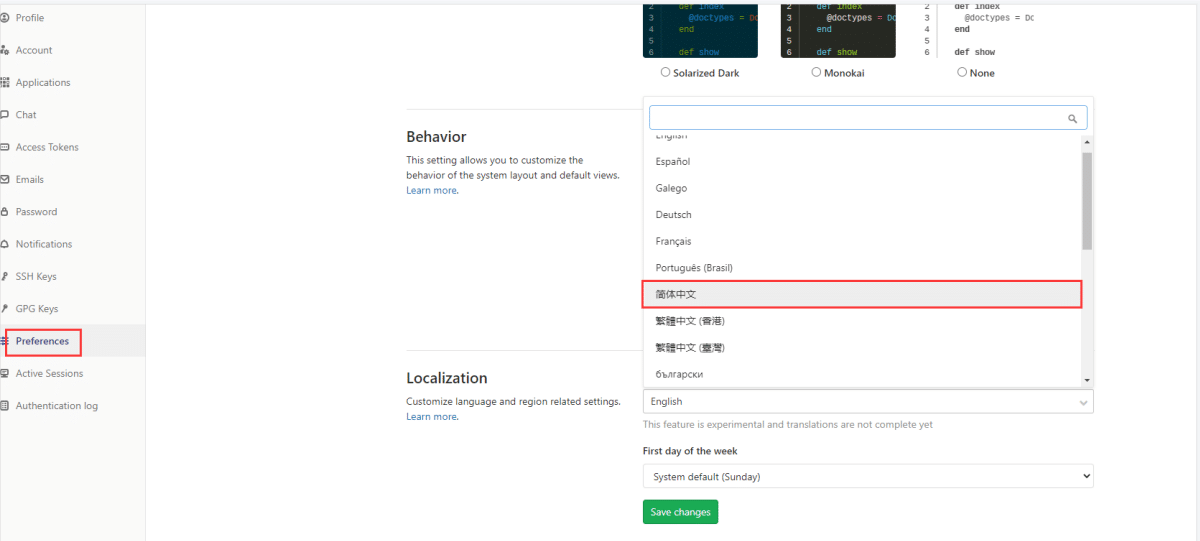 Profile
Account
Applications
Chat
Access Tokens
Emails
Password
Notifications
SSH Keys
GPG Keys
Preferences
Active Sessions
Authentication log
2 def index
3 @doctypes = Do
4 end
5
6 def show
2 def index
3 @doctypes = Do
4 end
5
6 def show
2 def index
3 @doctypes = Do
4 end
5
6 def show
Solarized Dark
Monokai
None
Behavior
This setting allows you to customize the
behavior of the system layout and default views.
Learn more.
English
Español
Galego
Deutsch
Français
Português (Brasil)
简体中文
繁體中文 (香港)
繁體中文 (臺灣)
български
Localization
Customize language and region related settings.
Learn more.
English
This feature is experimental and translations are not complete yet
First day of the week
System default (Sunday)
Save changes